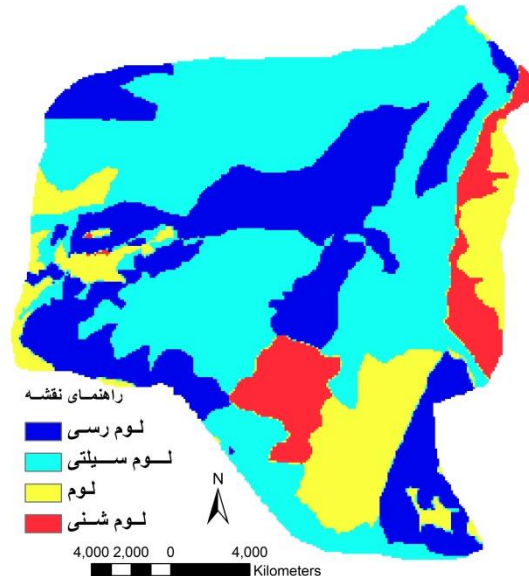 راهنمای نقشه
لوم رسی
لوم سیلتی
لوم
لوم شنی
N
4,000 2,000 0 4,000
Kilometers